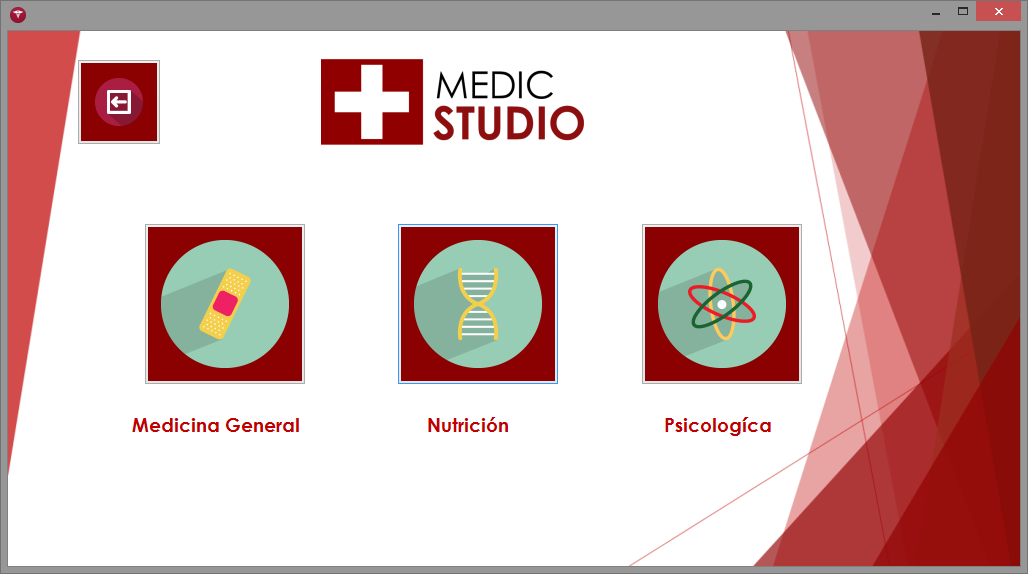 MEDIC
STUDIO
Medicina General
Nutrición
Psicologíca